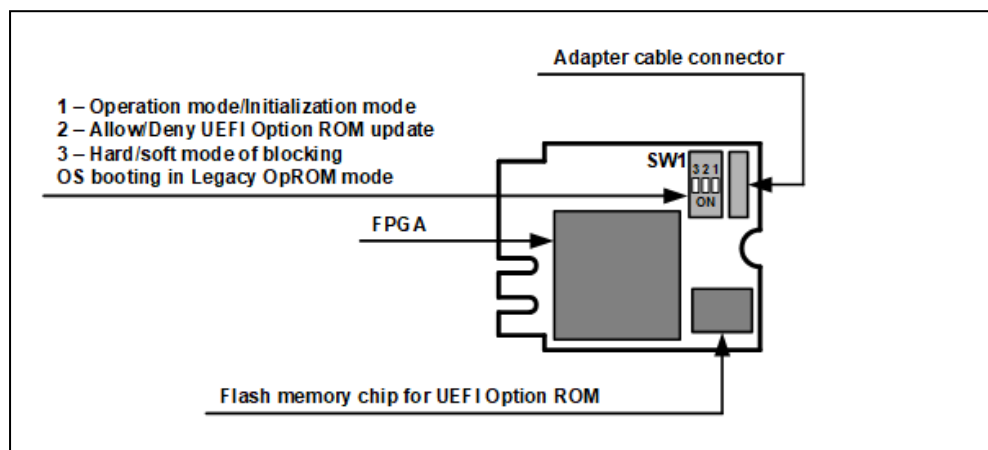 Adapter cable connector
1 – Operation mode/Initialization mode
2 – Allow/Deny UEFI Option ROM update
3 – Hard/soft mode of blocking
OS booting in Legacy OpROM mode
SW1
3 2 1
ON
FPGA
Flash memory chip for UEFI Option ROM